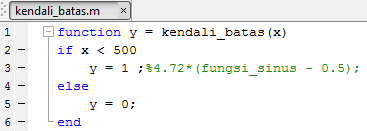 kendali_batas.m ×
1 function y = kendali_batas(x)
2 - if x < 500
3 - y = 1 ;%4.72*(fungsi_sinus - 0.5);
4 - else
5 - y = 0;
6 - end